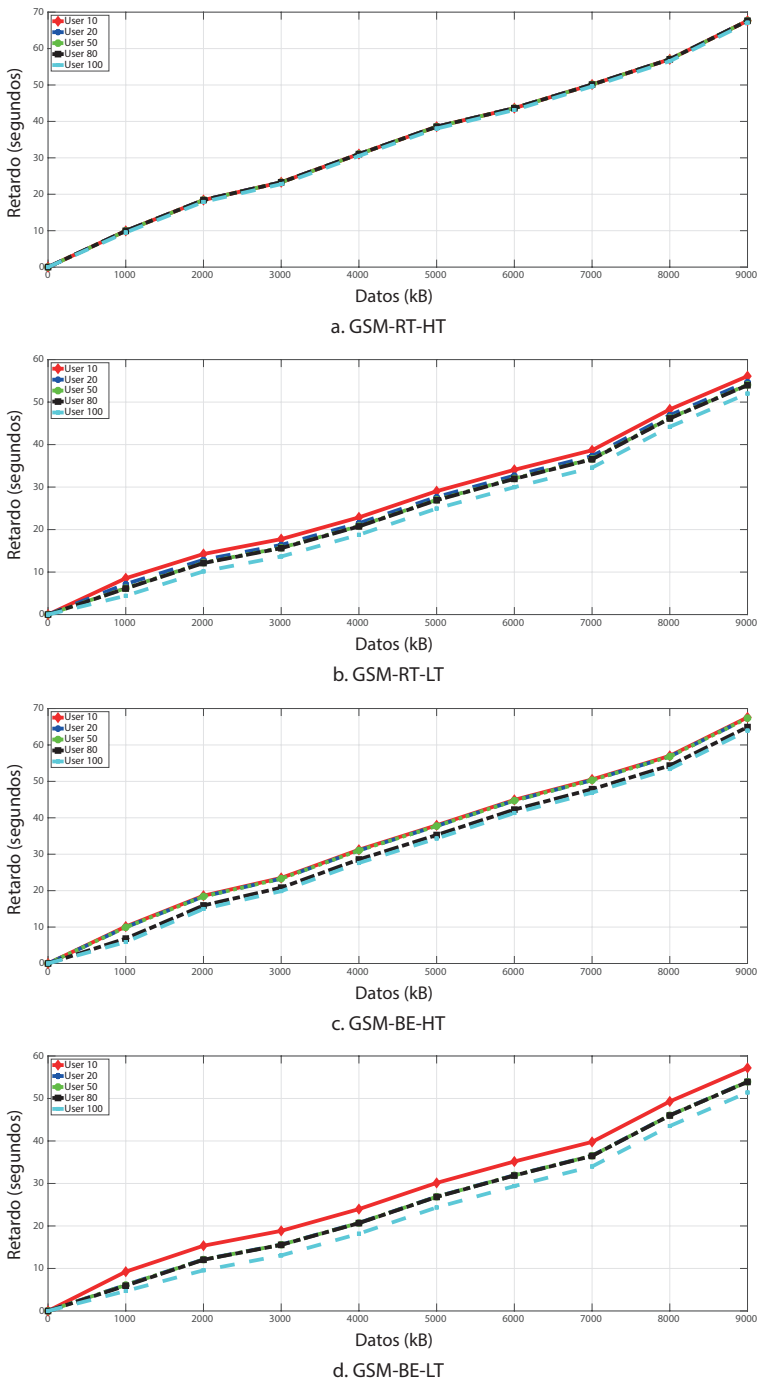 70
60
50
40
30
20
10
0
Retardo (segundos)
User 10
User 20
User 50
User 80
User 100
0 1000 2000 3000 4000 5000 6000 7000 8000 9000
Datos (kB)
a. GSM-RT-HT
60
50
40
30
20
10
0
Retardo (segundos)
User 10
User 20
User 50
User 80
User 100
0 1000 2000 3000 4000 5000 6000 7000 8000 9000
Datos (kB)
b. GSM-RT-LT
70
60
50
40
30
20
10
0
Retardo (segundos)
User 10
User 20
User 50
User 80
User 100
0 1000 2000 3000 4000 5000 6000 7000 8000 9000
Datos (kB)
c. GSM-BE-HT
60
50
40
30
20
10
0
Retardo (segundos)
User 10
User 20
User 50
User 80
User 100
0 1000 2000 3000 4000 5000 6000 7000 8000 9000
Datos (kB)
d. GSM-BE-LT